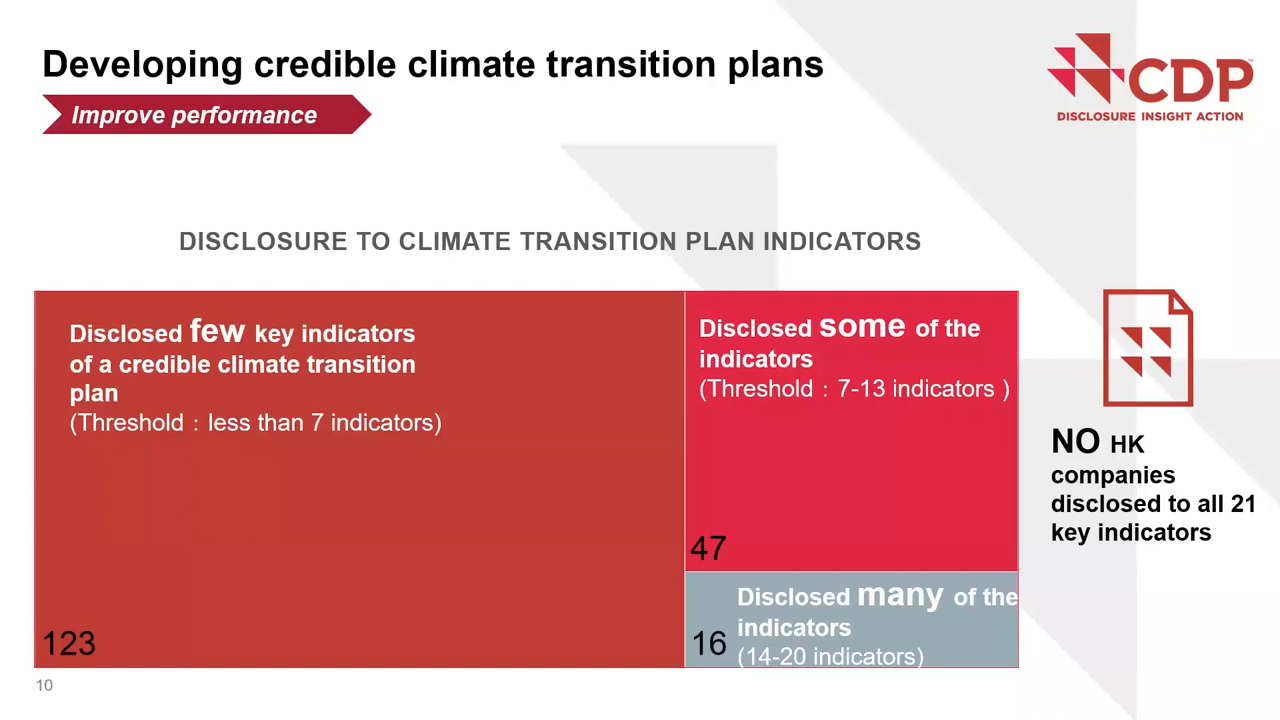 Developing credible climate transition plans
Improve performance
CDP
DISCLOSURE INSIGHT ACTION
DISCLOSURE TO CLIMATE TRANSITION PLAN INDICATORS
Disclosed few key indicators
of a credible climate transition
plan
(Threshold：less than 7 indicators)
123
Disclosed some of the
indicators
(Threshold：7-13 indicators )
47
Disclosed many of the
indicators
(14-20 indicators)
16
NO HK
companies
disclosed to all 21
key indicators
10